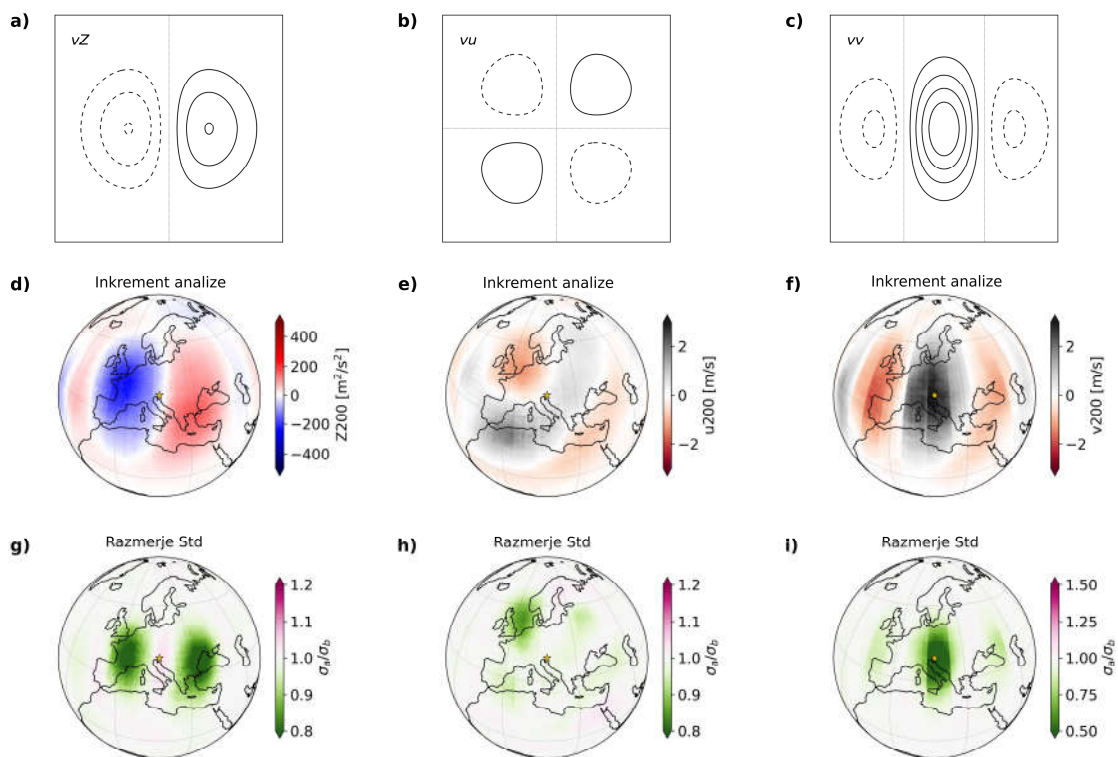 a)
vZ
b)
vu
c)
vv
d)
Inkrement analize
400
200
0
−200
−400
Z200 [m²/s²]
e)
Inkrement analize
2
0
−2
u200 [m/s]
f)
Inkrement analize
2
0
−2
v200 [m/s]
g)
Razmerje Std
1.2
1.1
1.0
0.9
0.8
σa/σb
h)
Razmerje Std
1.2
1.1
1.0
0.9
0.8
σa/σb
i)
Razmerje Std
1.50
1.25
1.00
0.75
0.50
σa/σb